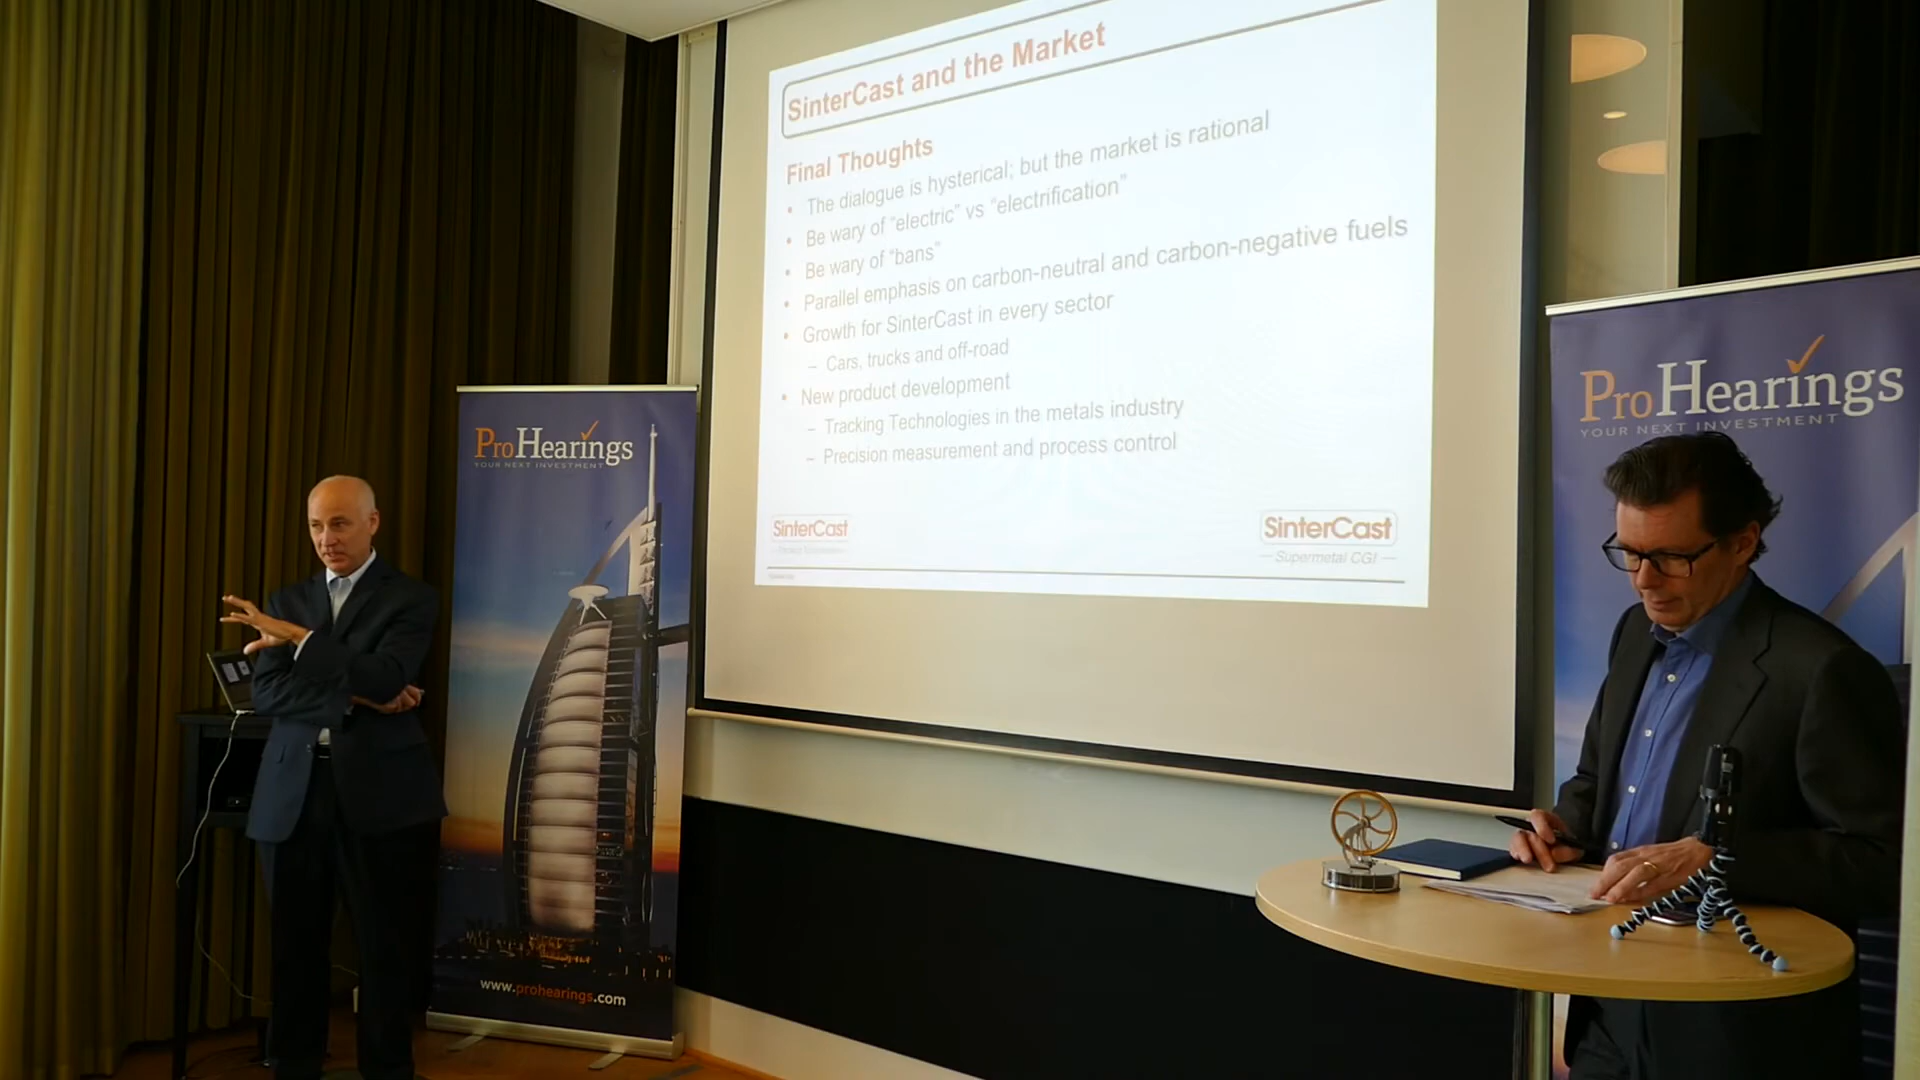 SinterCast and the Market
Final Thoughts
• The dialogue is hysterical; but the market is rational
• Be wary of “electric” vs “electrification”
• Be wary of “bans”
• Parallel emphasis on carbon-neutral and carbon-negative fuels
• Growth for SinterCast in every sector
– Cars, trucks and off-road
• New product development
– Tracking Technologies in the metals industry
– Precision measurement and process control
SinterCast
SinterCast
— Supermetal CGI —
ProHearings
YOUR NEXT INVESTMENT
www.prohearings.com
ProHearings
YOUR NEXT INVESTMENT